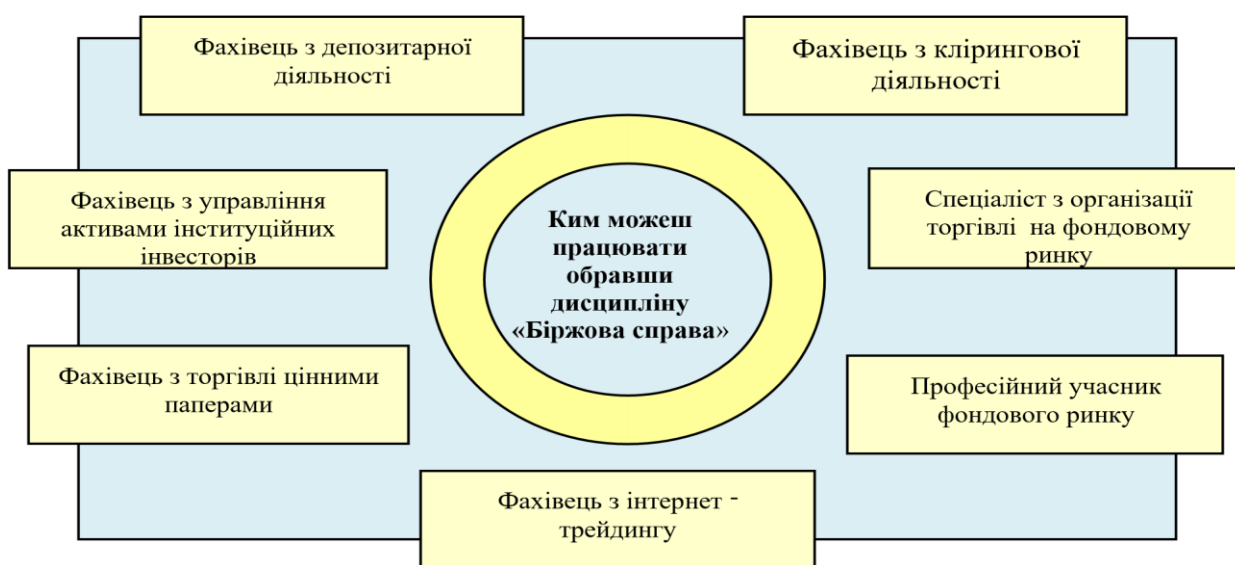 Фахівець з депозитарної
діяльності
Фахівець з клірингової
діяльності
Фахівець з управління
активами інституційних
інвесторів
Ким можеш
працювати
обравши
дисципліну
«Біржова справа»
Спеціаліст з організації
торгівлі на фондовому
ринку
Фахівець з торгівлі цінними
паперами
Професійний учасник
фондового ринку
Фахівець з інтернет -
трейдингу